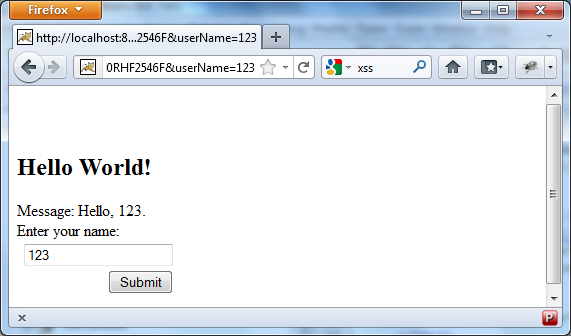 Firefox
http://localhost:8...2546F&userName=123
0RHF2546F&userName=123
xss
Hello World!
Message: Hello, 123.
Enter your name:
123
Submit